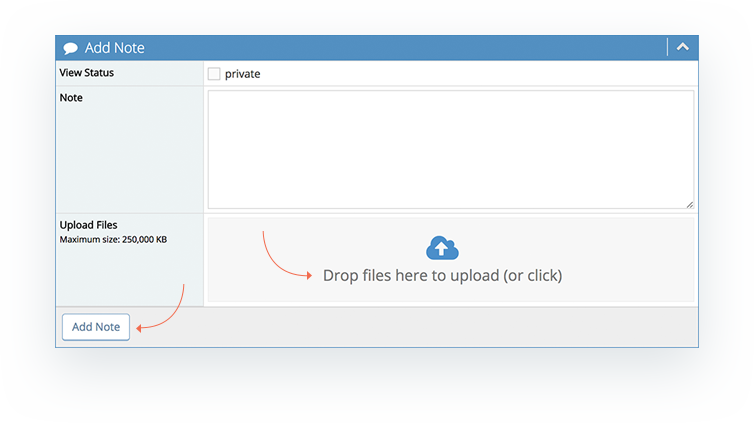 Add Note
View Status
private
Note
Upload Files
Maximum size: 250,000 KB
Drop files here to upload (or click)
Add Note